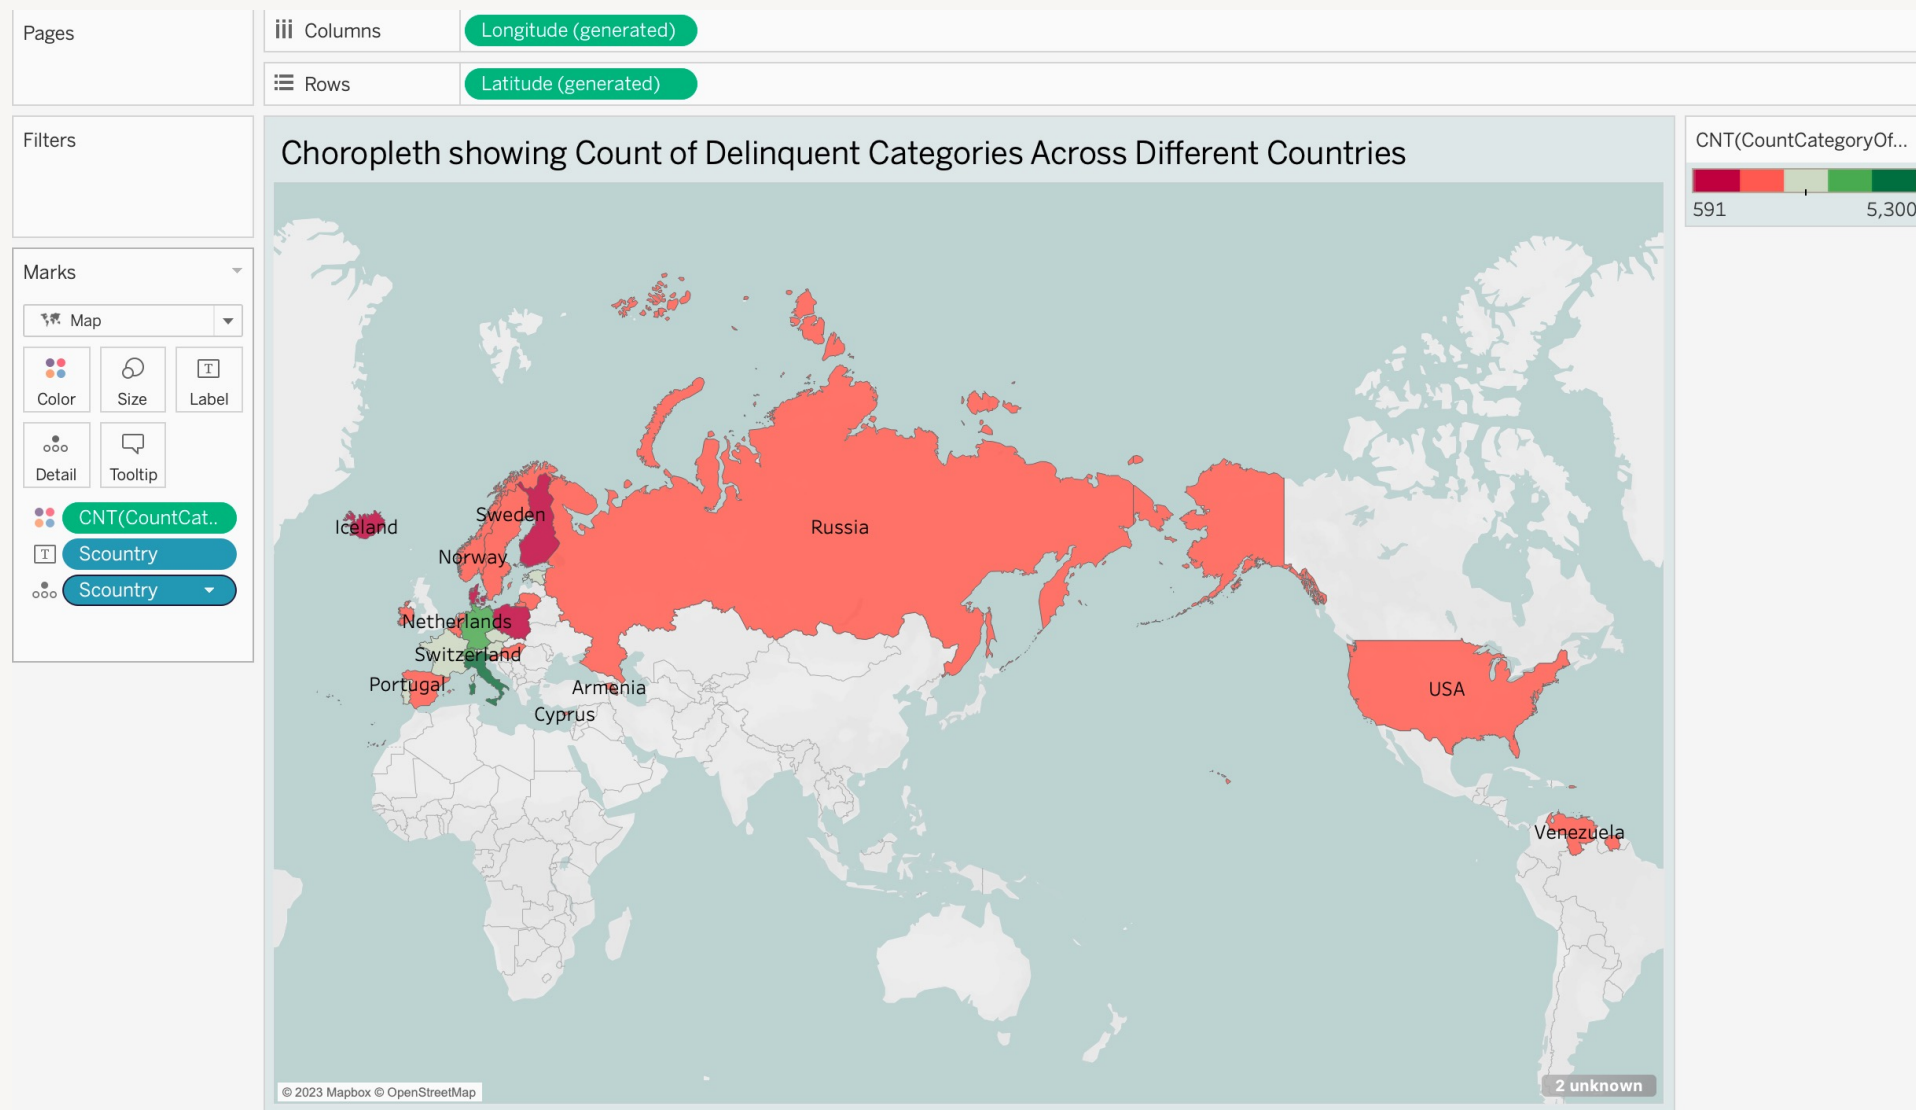 Pages
Columns
Longitude (generated)
Rows
Latitude (generated)
Filters
Choropleth showing Count of Delinquent Categories Across Different Countries
CNT(CountCategoryOf...
591
5,300
Marks
Map
Color
Size
T
Label
Detail
Tooltip
CNT(CountCat..
T
Scountry
Scountry
Sweden
Iceland
Russia
Norway
Netherlands
Switzerland
Portugal
Armenia
USA
Cyprus
Venezuela
© 2023 Mapbox © OpenStreetMap
2 unknown